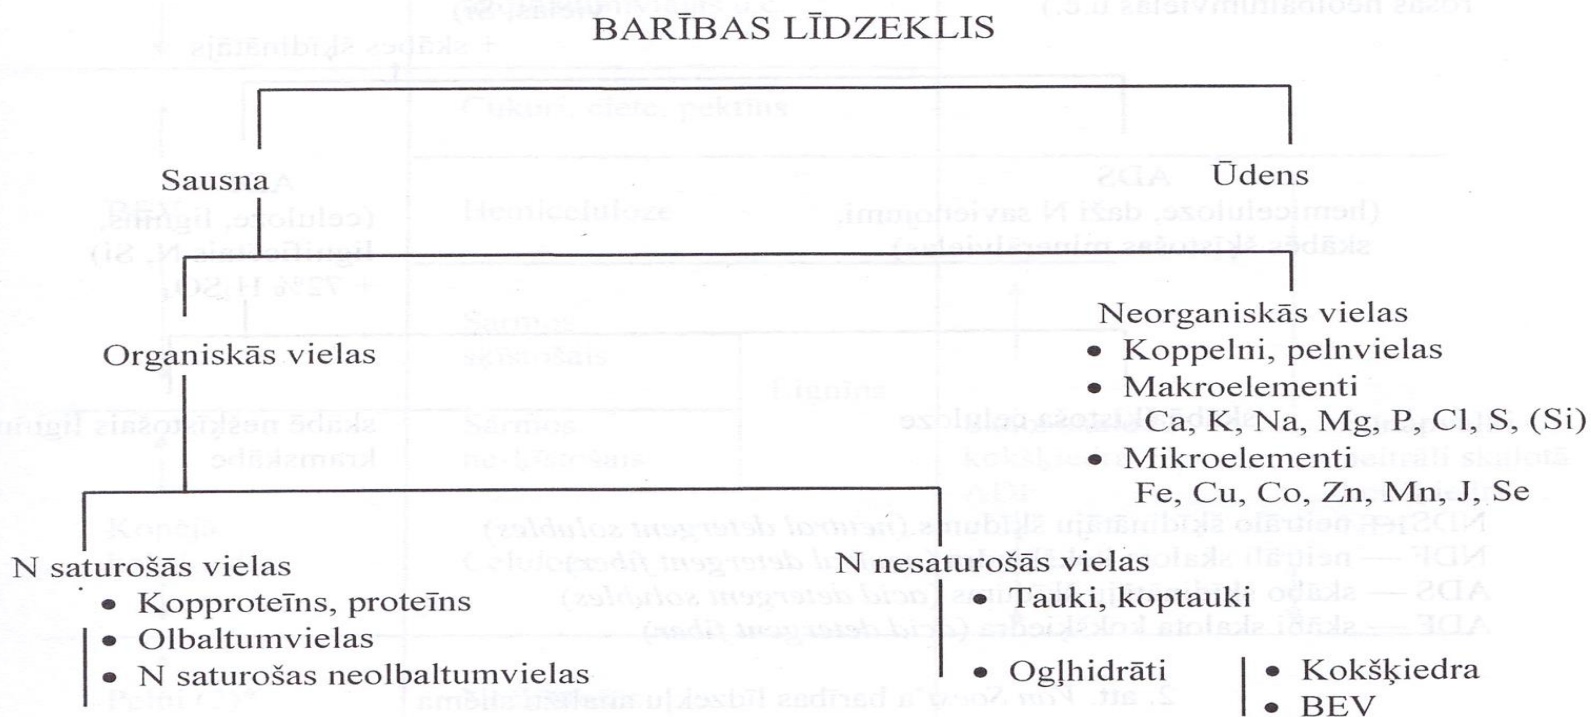 BARĪBAS LĪDZEKLIS
Sausna
Ūdens
Organiskās vielas
Neorganiskās vielas
• Koppelni, pelnvielas
• Makroelementi
Ca, K, Na, Mg, P, Cl, S, (Si)
• Mikroelementi
Fe, Cu, Co, Zn, Mn, J, Se
N saturošās vielas
• Kopproteīns, proteīns
• Olbaltumvielas
• N saturošas neolbaltumvielas
N nesaturošās vielas
• Tauki, koptauki
• Ogļhidrāti
• Kokšķiedra
• BEV